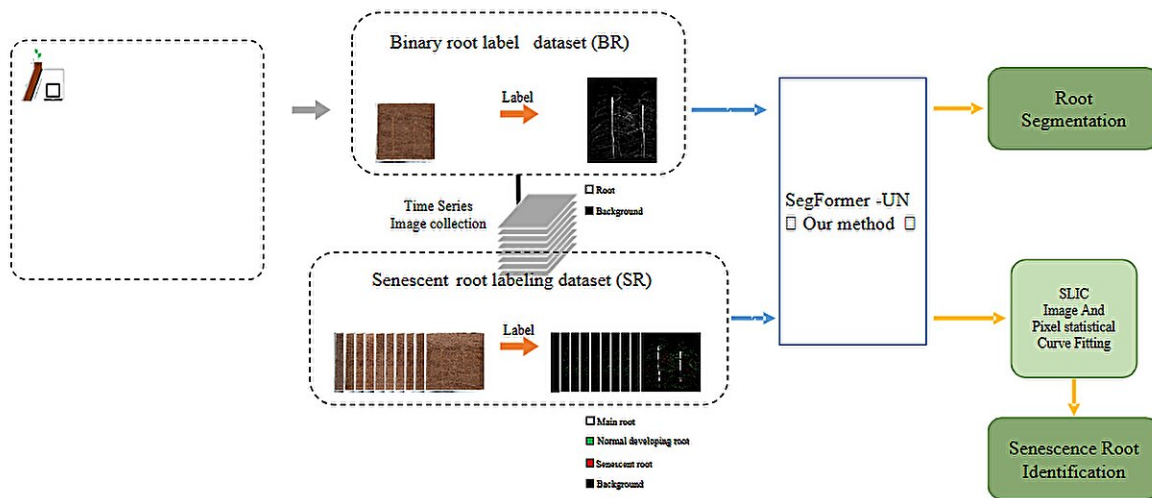 Binary root label dataset (BR)
Label
Root
Background
Time Series
Image collection
Senescent root labeling dataset (SR)
Label
Main root
Normal developing root
Senescent root
Background
SegFormer -UN
Our method
Root
Segmentation
SLIC
Image And
Pixel statistical
Curve Fitting
Senescence Root
Identification